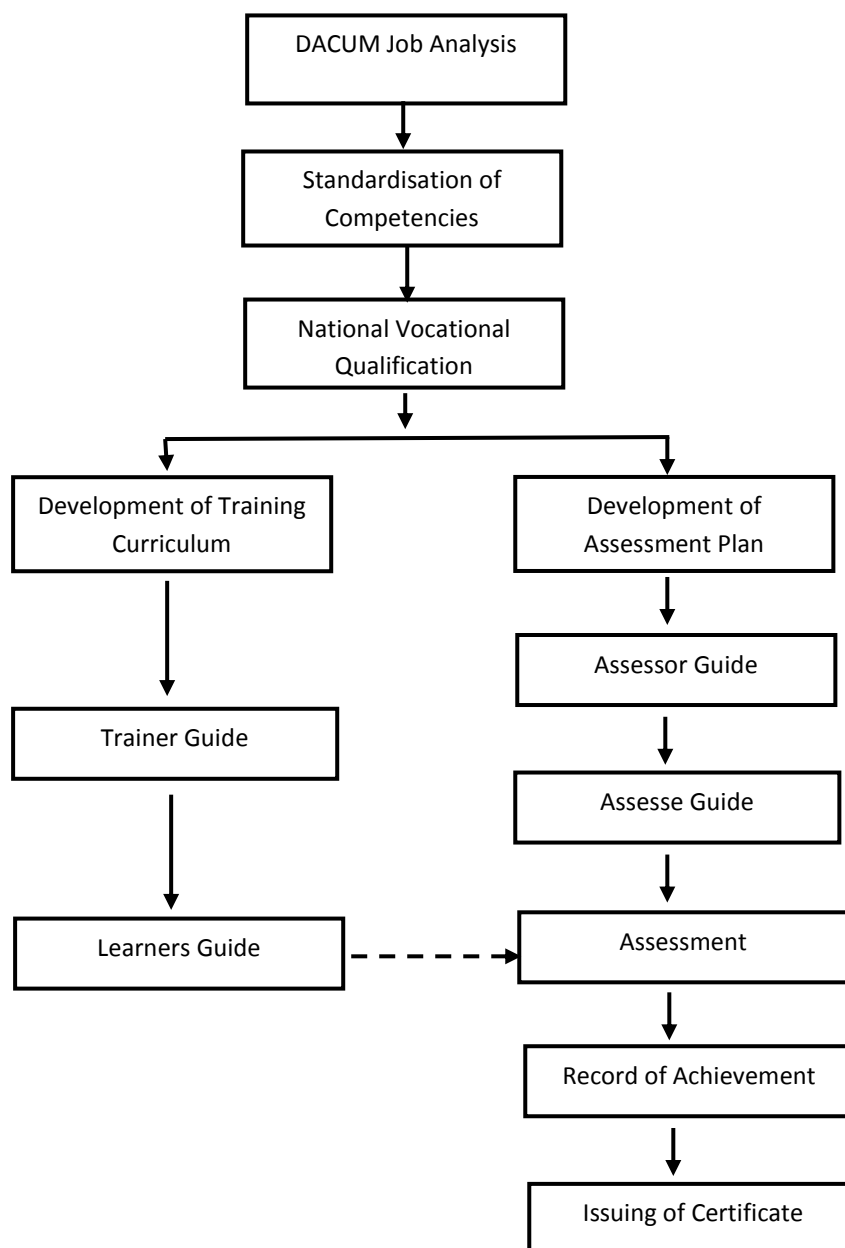 DACUM Job Analysis
Standardisation of
Competencies
National Vocational
Qualification
Development of Training
Curriculum
Development of
Assessment Plan
Assessor Guide
Trainer Guide
Assesse Guide
Learners Guide
Assessment
Record of Achievement
Issuing of Certificate